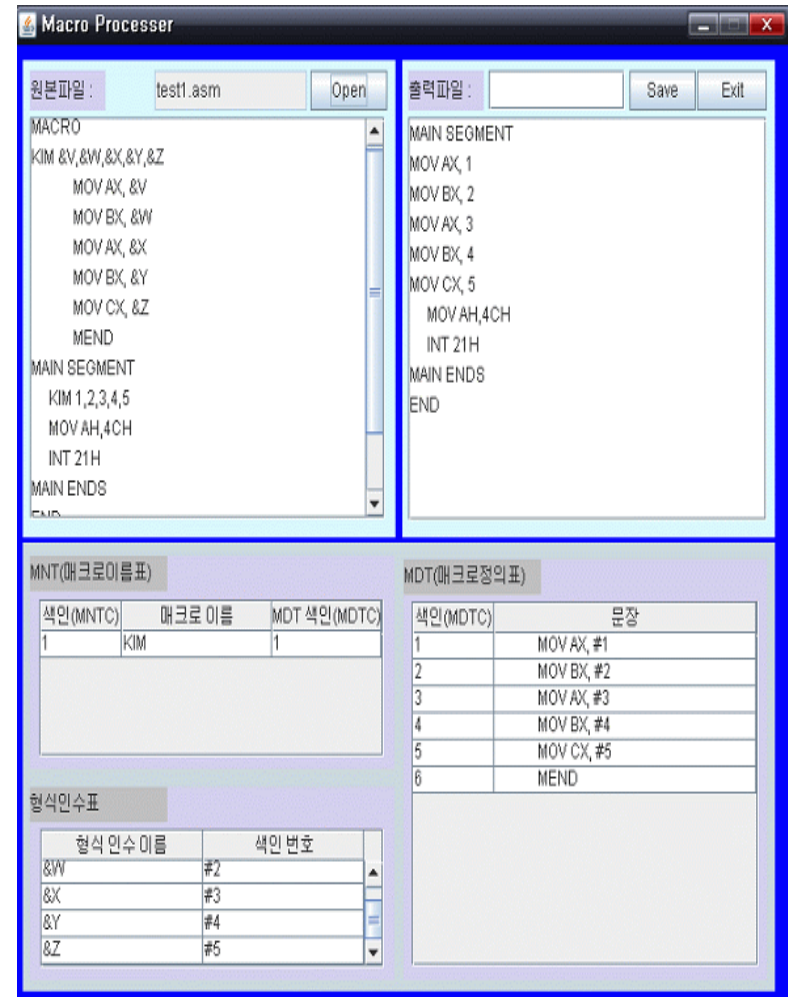 Macro Processer
원본파일 : test1.asm Open
MACRO
KIM &V,&W,&X,&Y,&Z
MOV AX, &V
MOV BX, &W
MOV AX, &X
MOV BX, &Y
MOV CX, &Z
MEND
MAIN SEGMENT
KIM 1,2,3,4,5
MOV AH,4CH
INT 21H
MAIN ENDS
END
출력파일 : Save Exit
MAIN SEGMENT
MOV AX, 1
MOV BX, 2
MOV AX, 3
MOV BX, 4
MOV CX, 5
MOV AH,4CH
INT 21H
MAIN ENDS
END
MNT(매크로이름표)
색인(MNTC) 매크로 이름 MDT 색인(MDTC)
1 KIM 1
형식인수표
형식 인수 이름 색인 번호
&W #2
&X #3
&Y #4
&Z #5
MDT(매크로정의표)
색인(MDTC) 문장
1 MOV AX, #1
2 MOV BX, #2
3 MOV AX, #3
4 MOV BX, #4
5 MOV CX, #5
6 MEND